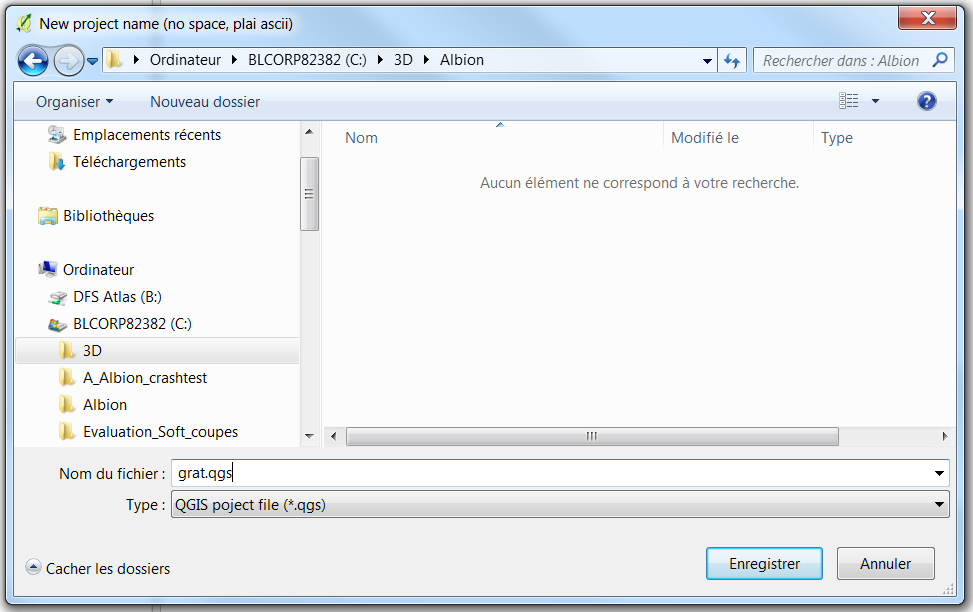 New project name (no space, plai ascii)
Ordinateur BLCORP82382 (C:) 3D Albion
Rechercher dans : Albion
Organiser Nouveau dossier
Emplacements récents
Téléchargements
Bibliothèques
Ordinateur
DFS Atlas (B:)
BLCORP82382 (C:)
3D
A_Albion_crashtest
Albion
Evaluation_Soft_coupes
Nom Modifié le Type
Aucun élément ne correspond à votre recherche.
Nom du fichier : grat.qgs
Type : QGIS poject file (*.qgs)
Cacher les dossiers
Enregistrer Annuler